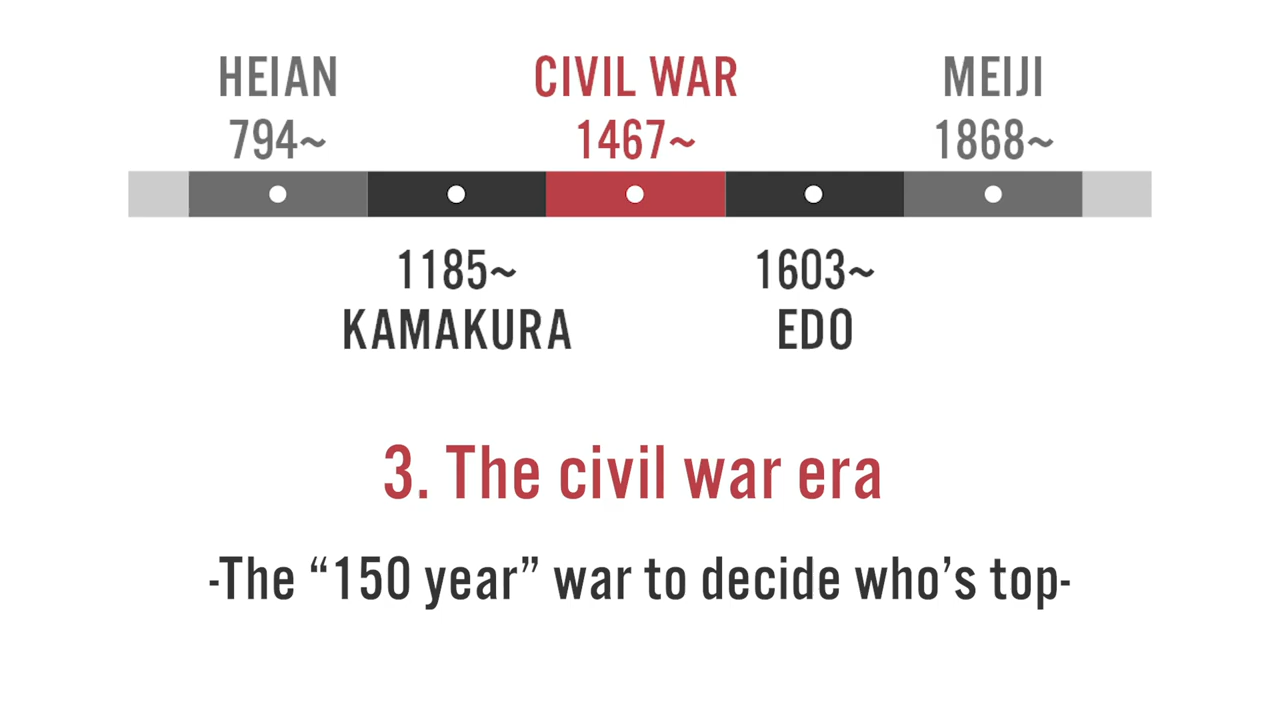 HEIAN
794~
CIVIL WAR
1467~
MEIJI
1868~
1185~
KAMAKURA
1603~
EDO
3. The civil war era
-The “150 year” war to decide who’s top-